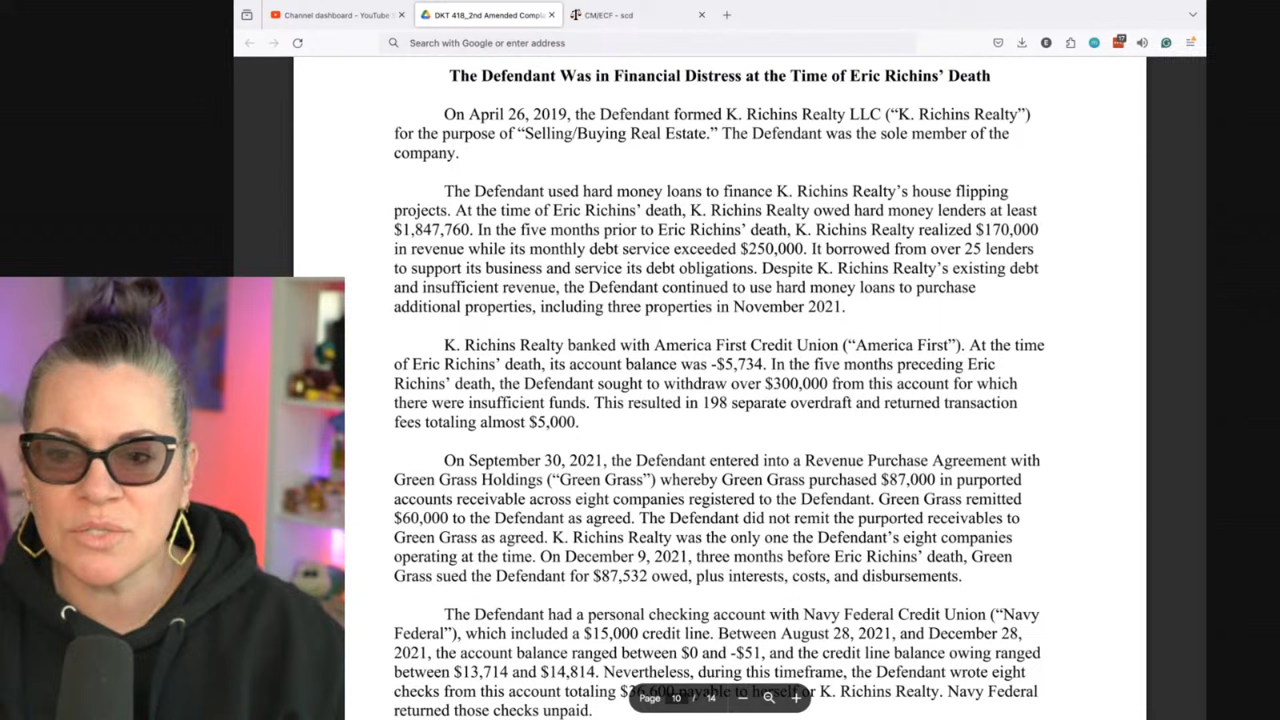 Channel dashboard - YouTube
DKT 418_2nd Amended Compl
CM/ECF - scd
Search with Google or enter address
The Defendant Was in Financial Distress at the Time of Eric Richins’ Death
On April 26, 2019, the Defendant formed K. Richins Realty LLC (“K. Richins Realty”)
for the purpose of “Selling/Buying Real Estate.” The Defendant was the sole member of the
company.
The Defendant used hard money loans to finance K. Richins Realty’s house flipping
projects. At the time of Eric Richins’ death, K. Richins Realty owed hard money lenders at least
$1,847,760. In the five months prior to Eric Richins’ death, K. Richins Realty realized $170,000
in revenue while its monthly debt service exceeded $250,000. It borrowed from over 25 lenders
to support its business and service its debt obligations. Despite K. Richins Realty’s existing debt
and insufficient revenue, the Defendant continued to use hard money loans to purchase
additional properties, including three properties in November 2021.
K. Richins Realty banked with America First Credit Union (“America First”). At the time
of Eric Richins’ death, its account balance was -$5,734. In the five months preceding Eric
Richins’ death, the Defendant sought to withdraw over $300,000 from this account for which
there were insufficient funds. This resulted in 198 separate overdraft and returned transaction
fees totaling almost $5,000.
On September 30, 2021, the Defendant entered into a Revenue Purchase Agreement with
Green Grass Holdings (“Green Grass”) whereby Green Grass purchased $87,000 in purported
accounts receivable across eight companies registered to the Defendant. Green Grass remitted
$60,000 to the Defendant as agreed. The Defendant did not remit the purported receivables to
Green Grass as agreed. K. Richins Realty was the only one the Defendant’s eight companies
operating at the time. On December 9, 2021, three months before Eric Richins’ death, Green
Grass sued the Defendant for $87,532 owed, plus interests, costs, and disbursements.
The Defendant had a personal checking account with Navy Federal Credit Union (“Navy
Federal”), which included a $15,000 credit line. Between August 28, 2021, and December 28,
2021, the account balance ranged between $0 and -$51, and the credit line balance owing ranged
between $13,714 and $14,814. Nevertheless, during this timeframe, the Defendant wrote eight
checks from this account totaling $36,600 payable to herself or K. Richins Realty. Navy Federal
Page 10 / 14
returned those checks unpaid.